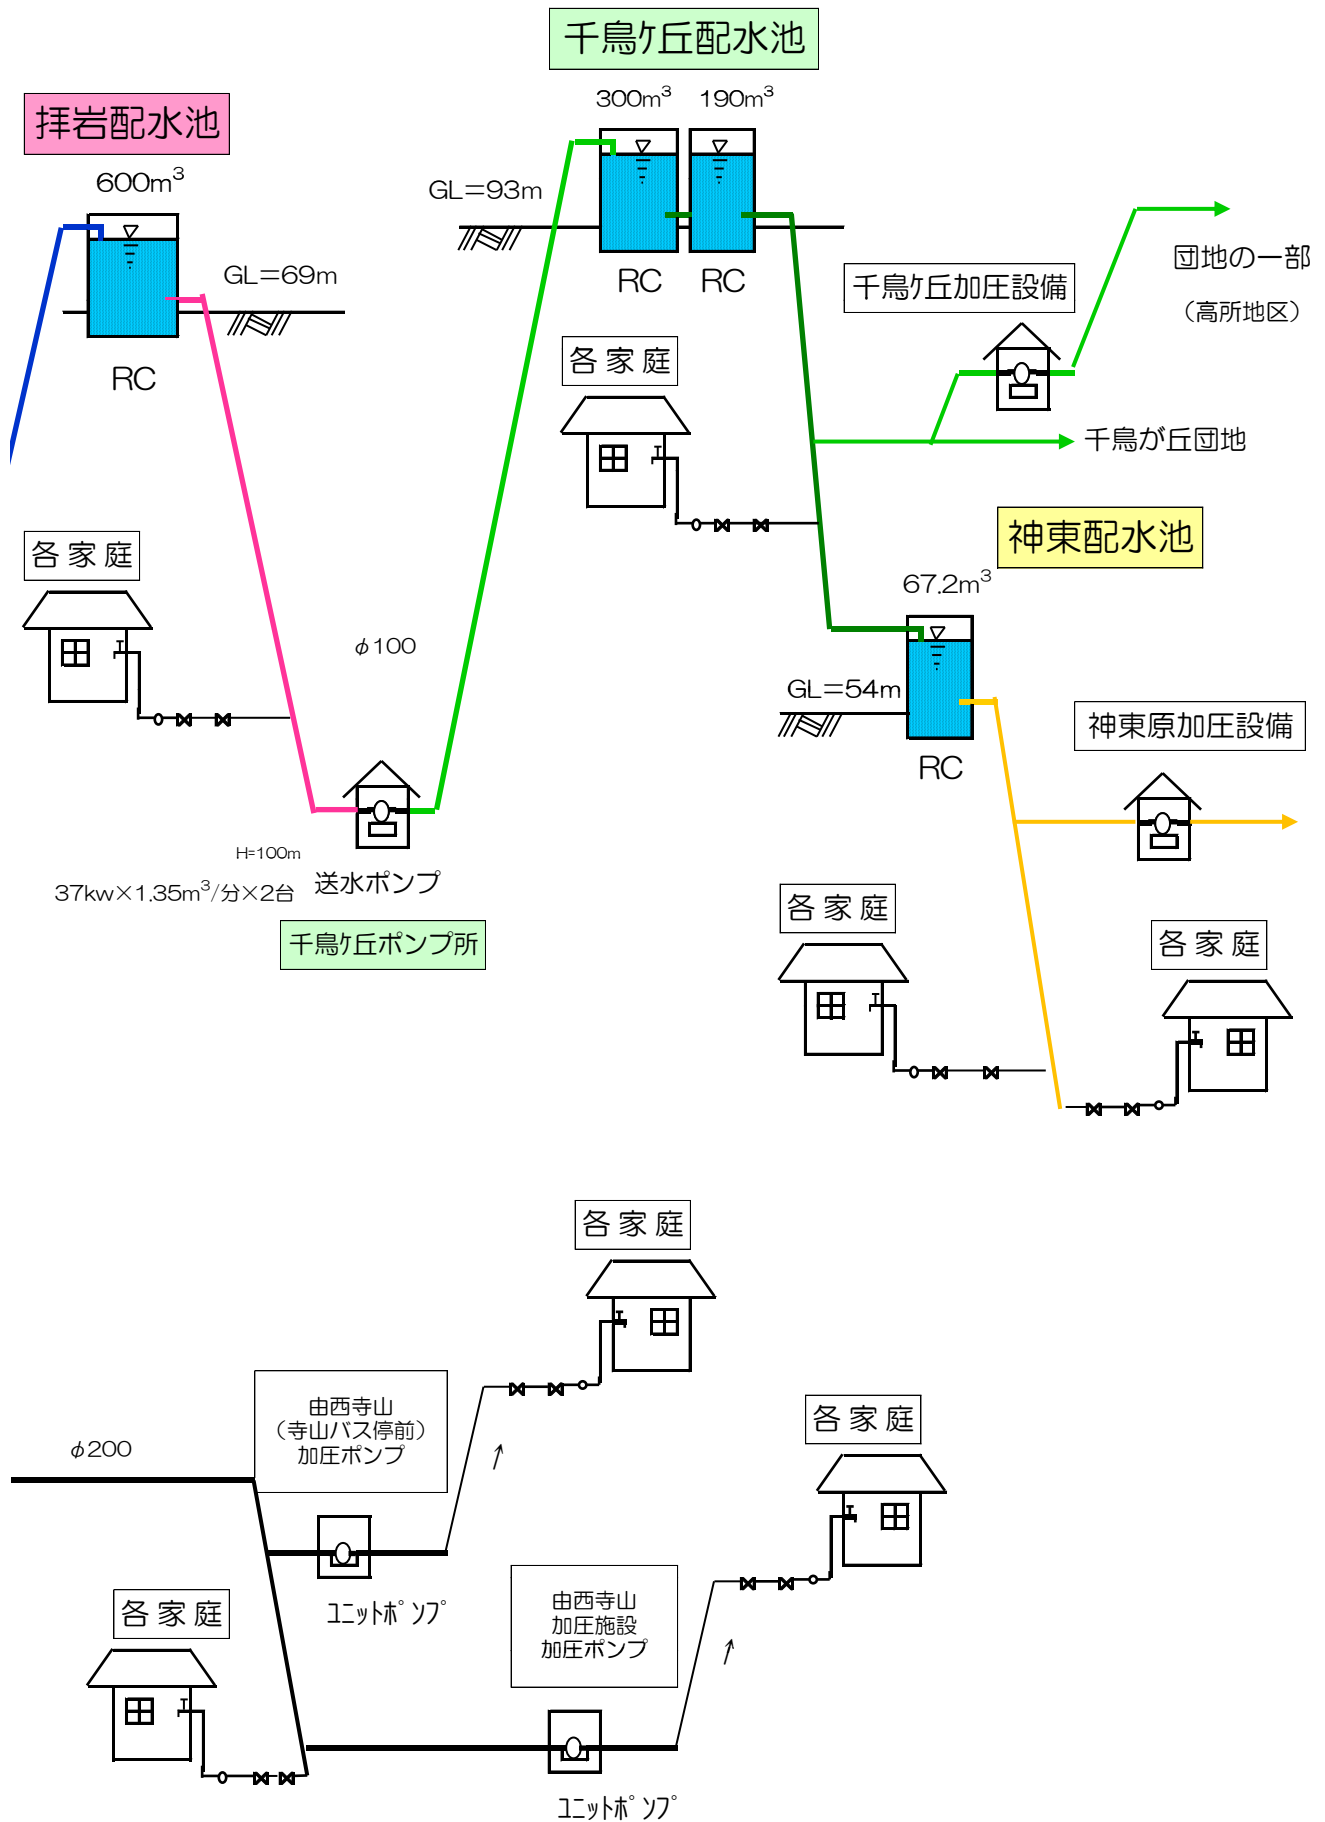 千鳥ｹ丘配水池
300m³ 190m³
拝岩配水池
600m³
GL=93m
RC RC
GL=69m
RC
千鳥ｹ丘加圧設備
団地の一部
（高所地区）
各家庭
千鳥が丘団地
神東配水池
67.2m³
各家庭
φ100
GL=54m
RC
神東原加圧設備
H=100m
37kw×1.35m³/分×2台
送水ポンプ
千鳥ｹ丘ポンプ所
各家庭
各家庭
各家庭
由西寺山
（寺山バス停前）
加圧ポンプ
φ200
各家庭
ﾕﾆｯﾄﾎﾟﾝﾌﾟ
由西寺山
加圧施設
加圧ポンプ
各家庭
ﾕﾆｯﾄﾎﾟﾝﾌﾟ